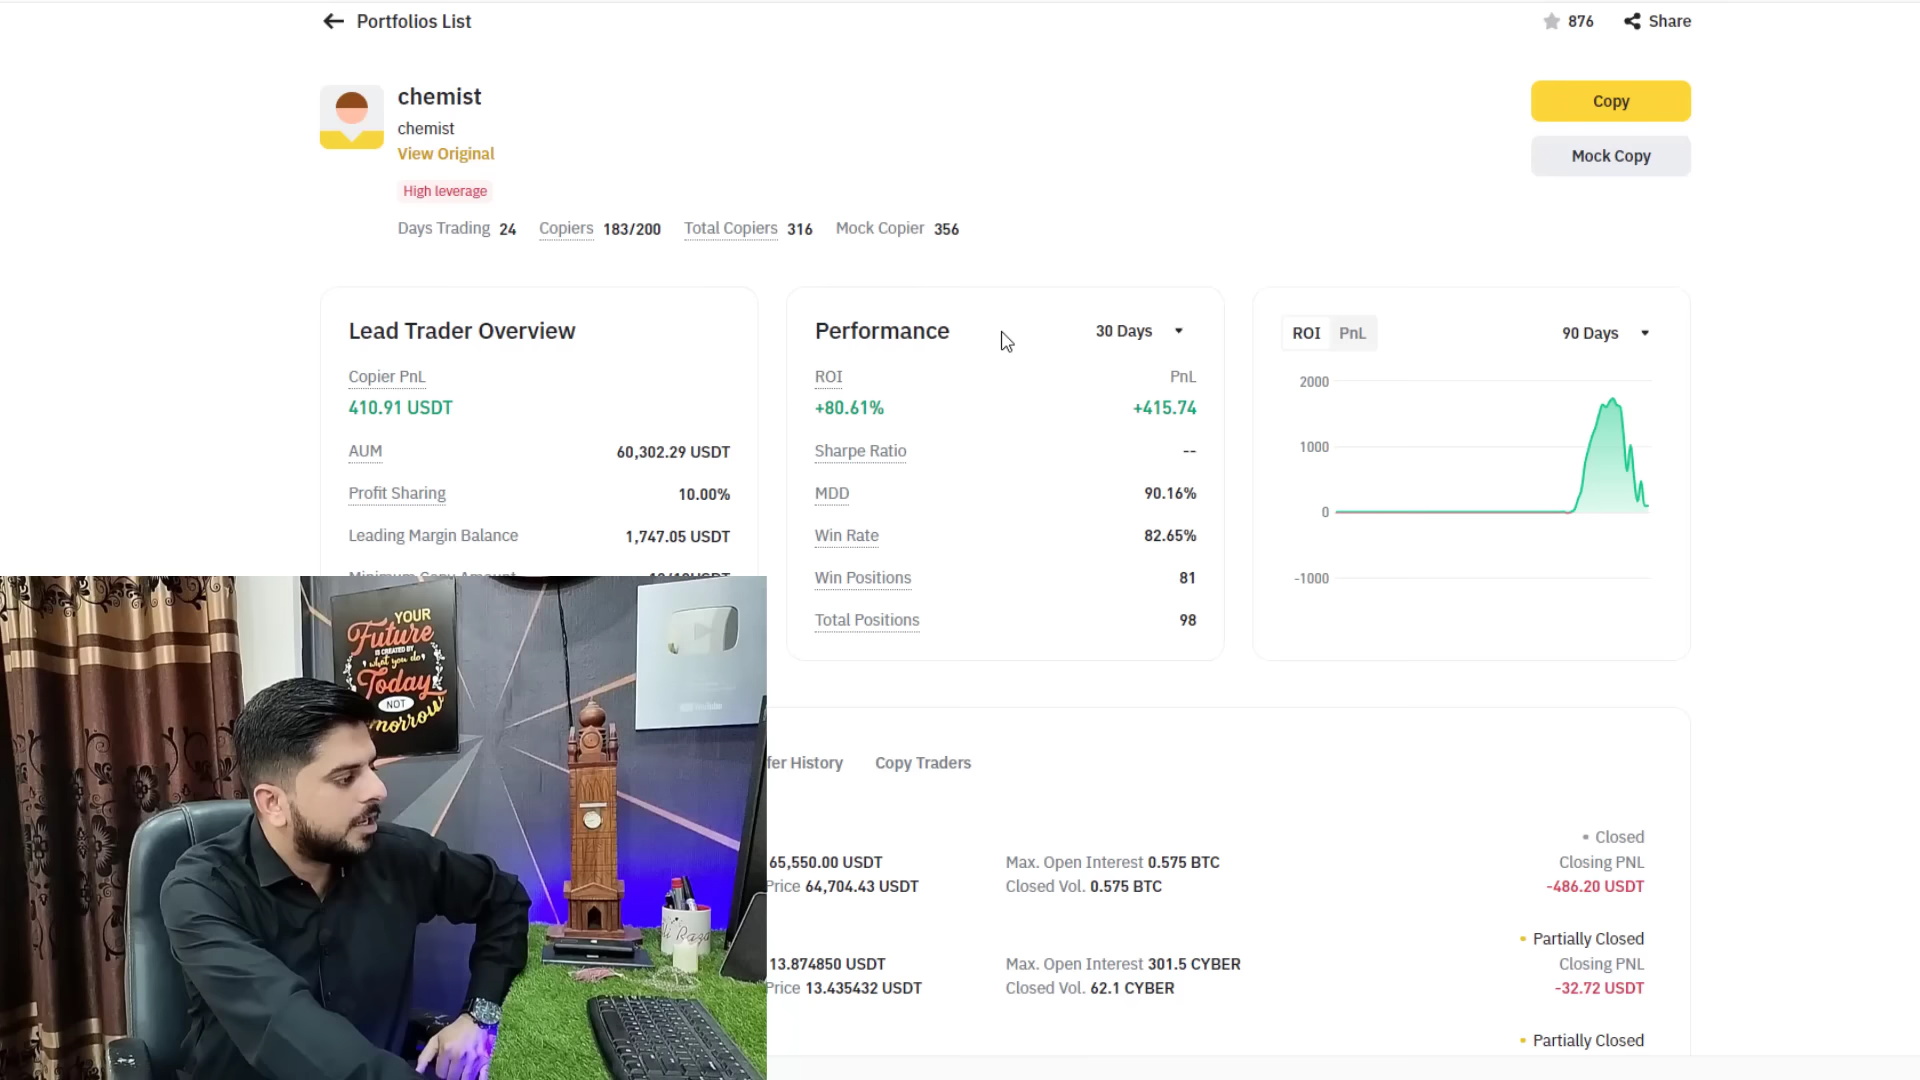 Portfolios List
876
Share
chemist
chemist
View Original
High leverage
Copy
Mock Copy
Days Trading 24 Copiers 183/200 Total Copiers 316 Mock Copier 356
Lead Trader Overview
Copier PnL
410.91 USDT
AUM 60,302.29 USDT
Profit Sharing 10.00%
Leading Margin Balance 1,747.05 USDT
Performance 30 Days
ROI PnL
+80.61% +415.74
Sharpe Ratio --
MDD 90.16%
Win Rate 82.65%
Win Positions 81
Total Positions 98
ROI PnL 90 Days
2000
1000
0
-1000
fer History Copy Traders
Closed
65,550.00 USDT Max. Open Interest 0.575 BTC Closing PNL
Price 64,704.43 USDT Closed Vol. 0.575 BTC -486.20 USDT
Partially Closed
13.874850 USDT Max. Open Interest 301.5 CYBER Closing PNL
Price 13.435432 USDT Closed Vol. 62.1 CYBER -32.72 USDT
Partially Closed
YOUR
Future
IS CREATED BY
what you do
Today
NOT
morrow